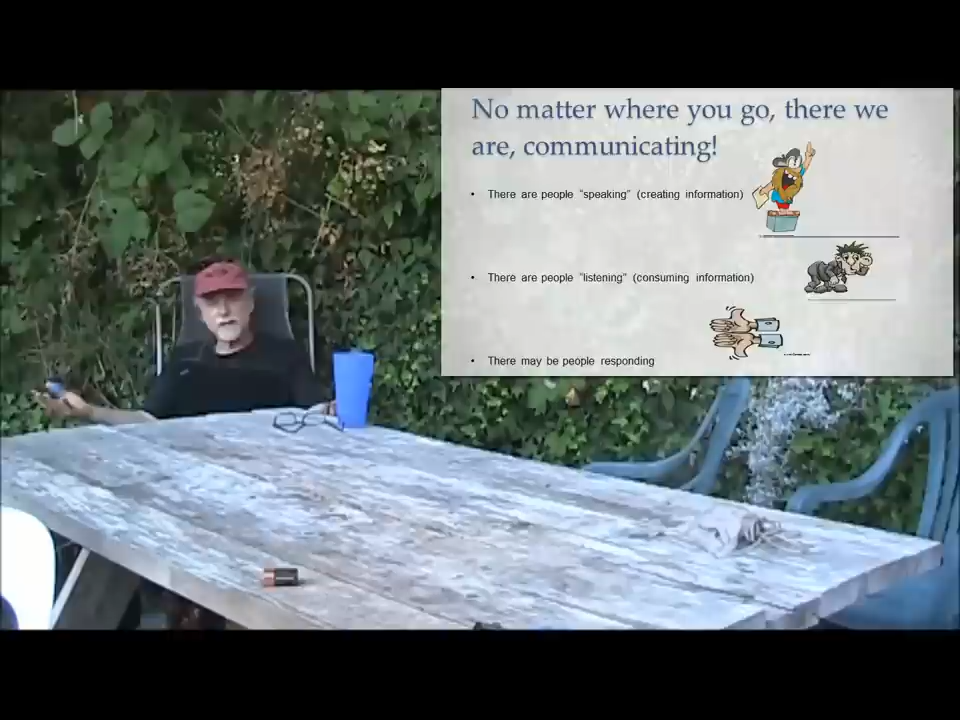 No matter where you go, there we
are, communicating!
• There are people "speaking" (creating information)
• There are people "listening" (consuming information)
• There may be people responding